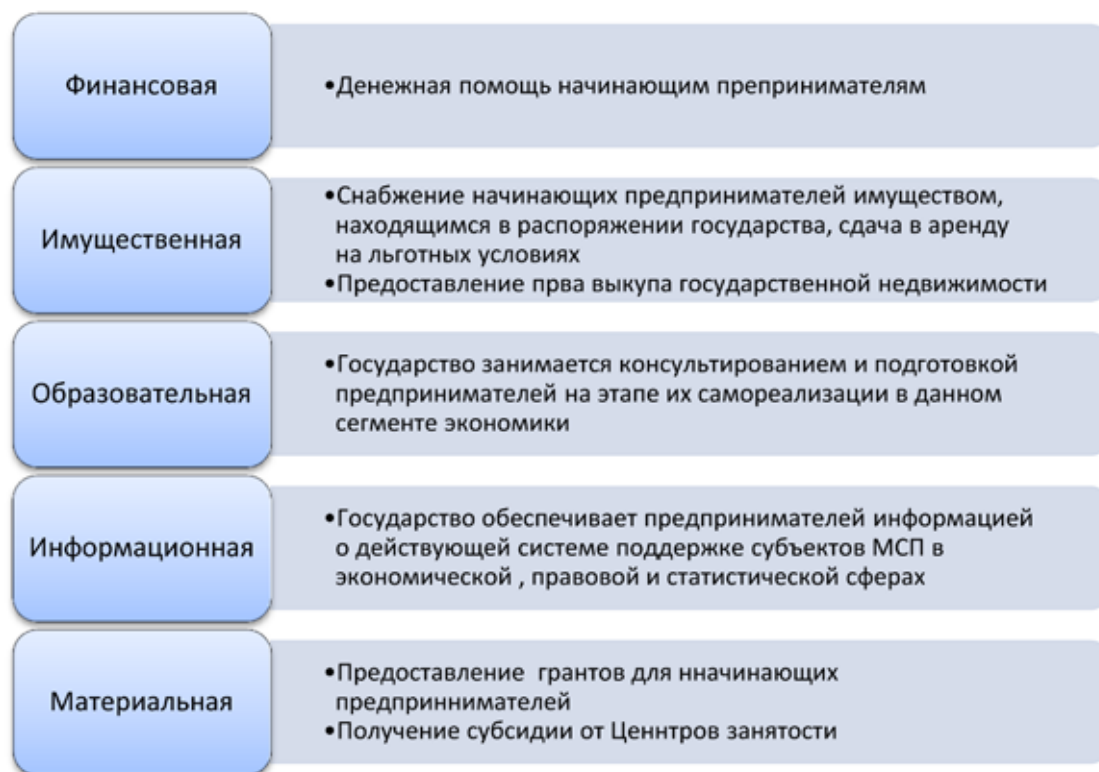 Финансовая
•Денежная помощь начинающим препринимателям
Имущественная
•Снабжение начинающих предпринимателей имуществом,
находящимся в распоряжении государства, сдача в аренду
на льготных условиях
•Предоставление прва выкупа государственной недвижимости
Образовательная
•Государство занимается консультированием и подготовкой
предпринимателей на этапе их самореализации в данном
сегменте экономики
Информационная
•Государство обеспечивает предпринимателей информацией
о действующей системе поддержке субъектов МСП в
экономической , правовой и статистической сферах
Материальная
•Предоставление  грантов для нначинающих
предприннимателей
•Получение субсидии от Ценнтров занятости